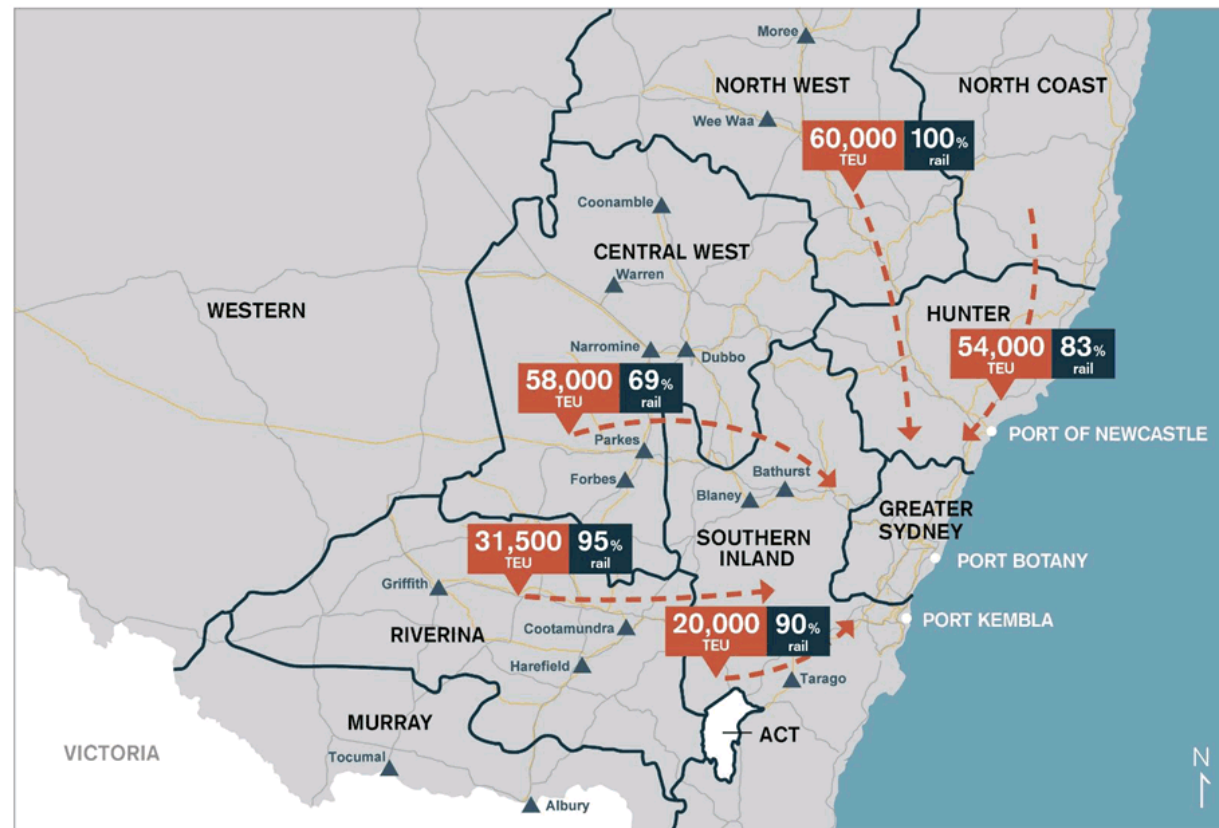 Moree
NORTH WEST
NORTH COAST
Wee Waa
60,000 TEU 100% rail
Coonamble
CENTRAL WEST
Warren
WESTERN
HUNTER
Narromine
Dubbo
54,000 TEU 83% rail
58,000 TEU 69% rail
Parkes
PORT OF NEWCASTLE
Forbes
Bathurst
Blaney
GREATER
SYDNEY
31,500 TEU 95% rail
SOUTHERN
INLAND
PORT BOTANY
Griffith
20,000 TEU 90% rail
PORT KEMBLA
Cootamundra
RIVERINA
Harefield
Tarago
MURRAY
ACT
VICTORIA
Tocumal
Albury
N